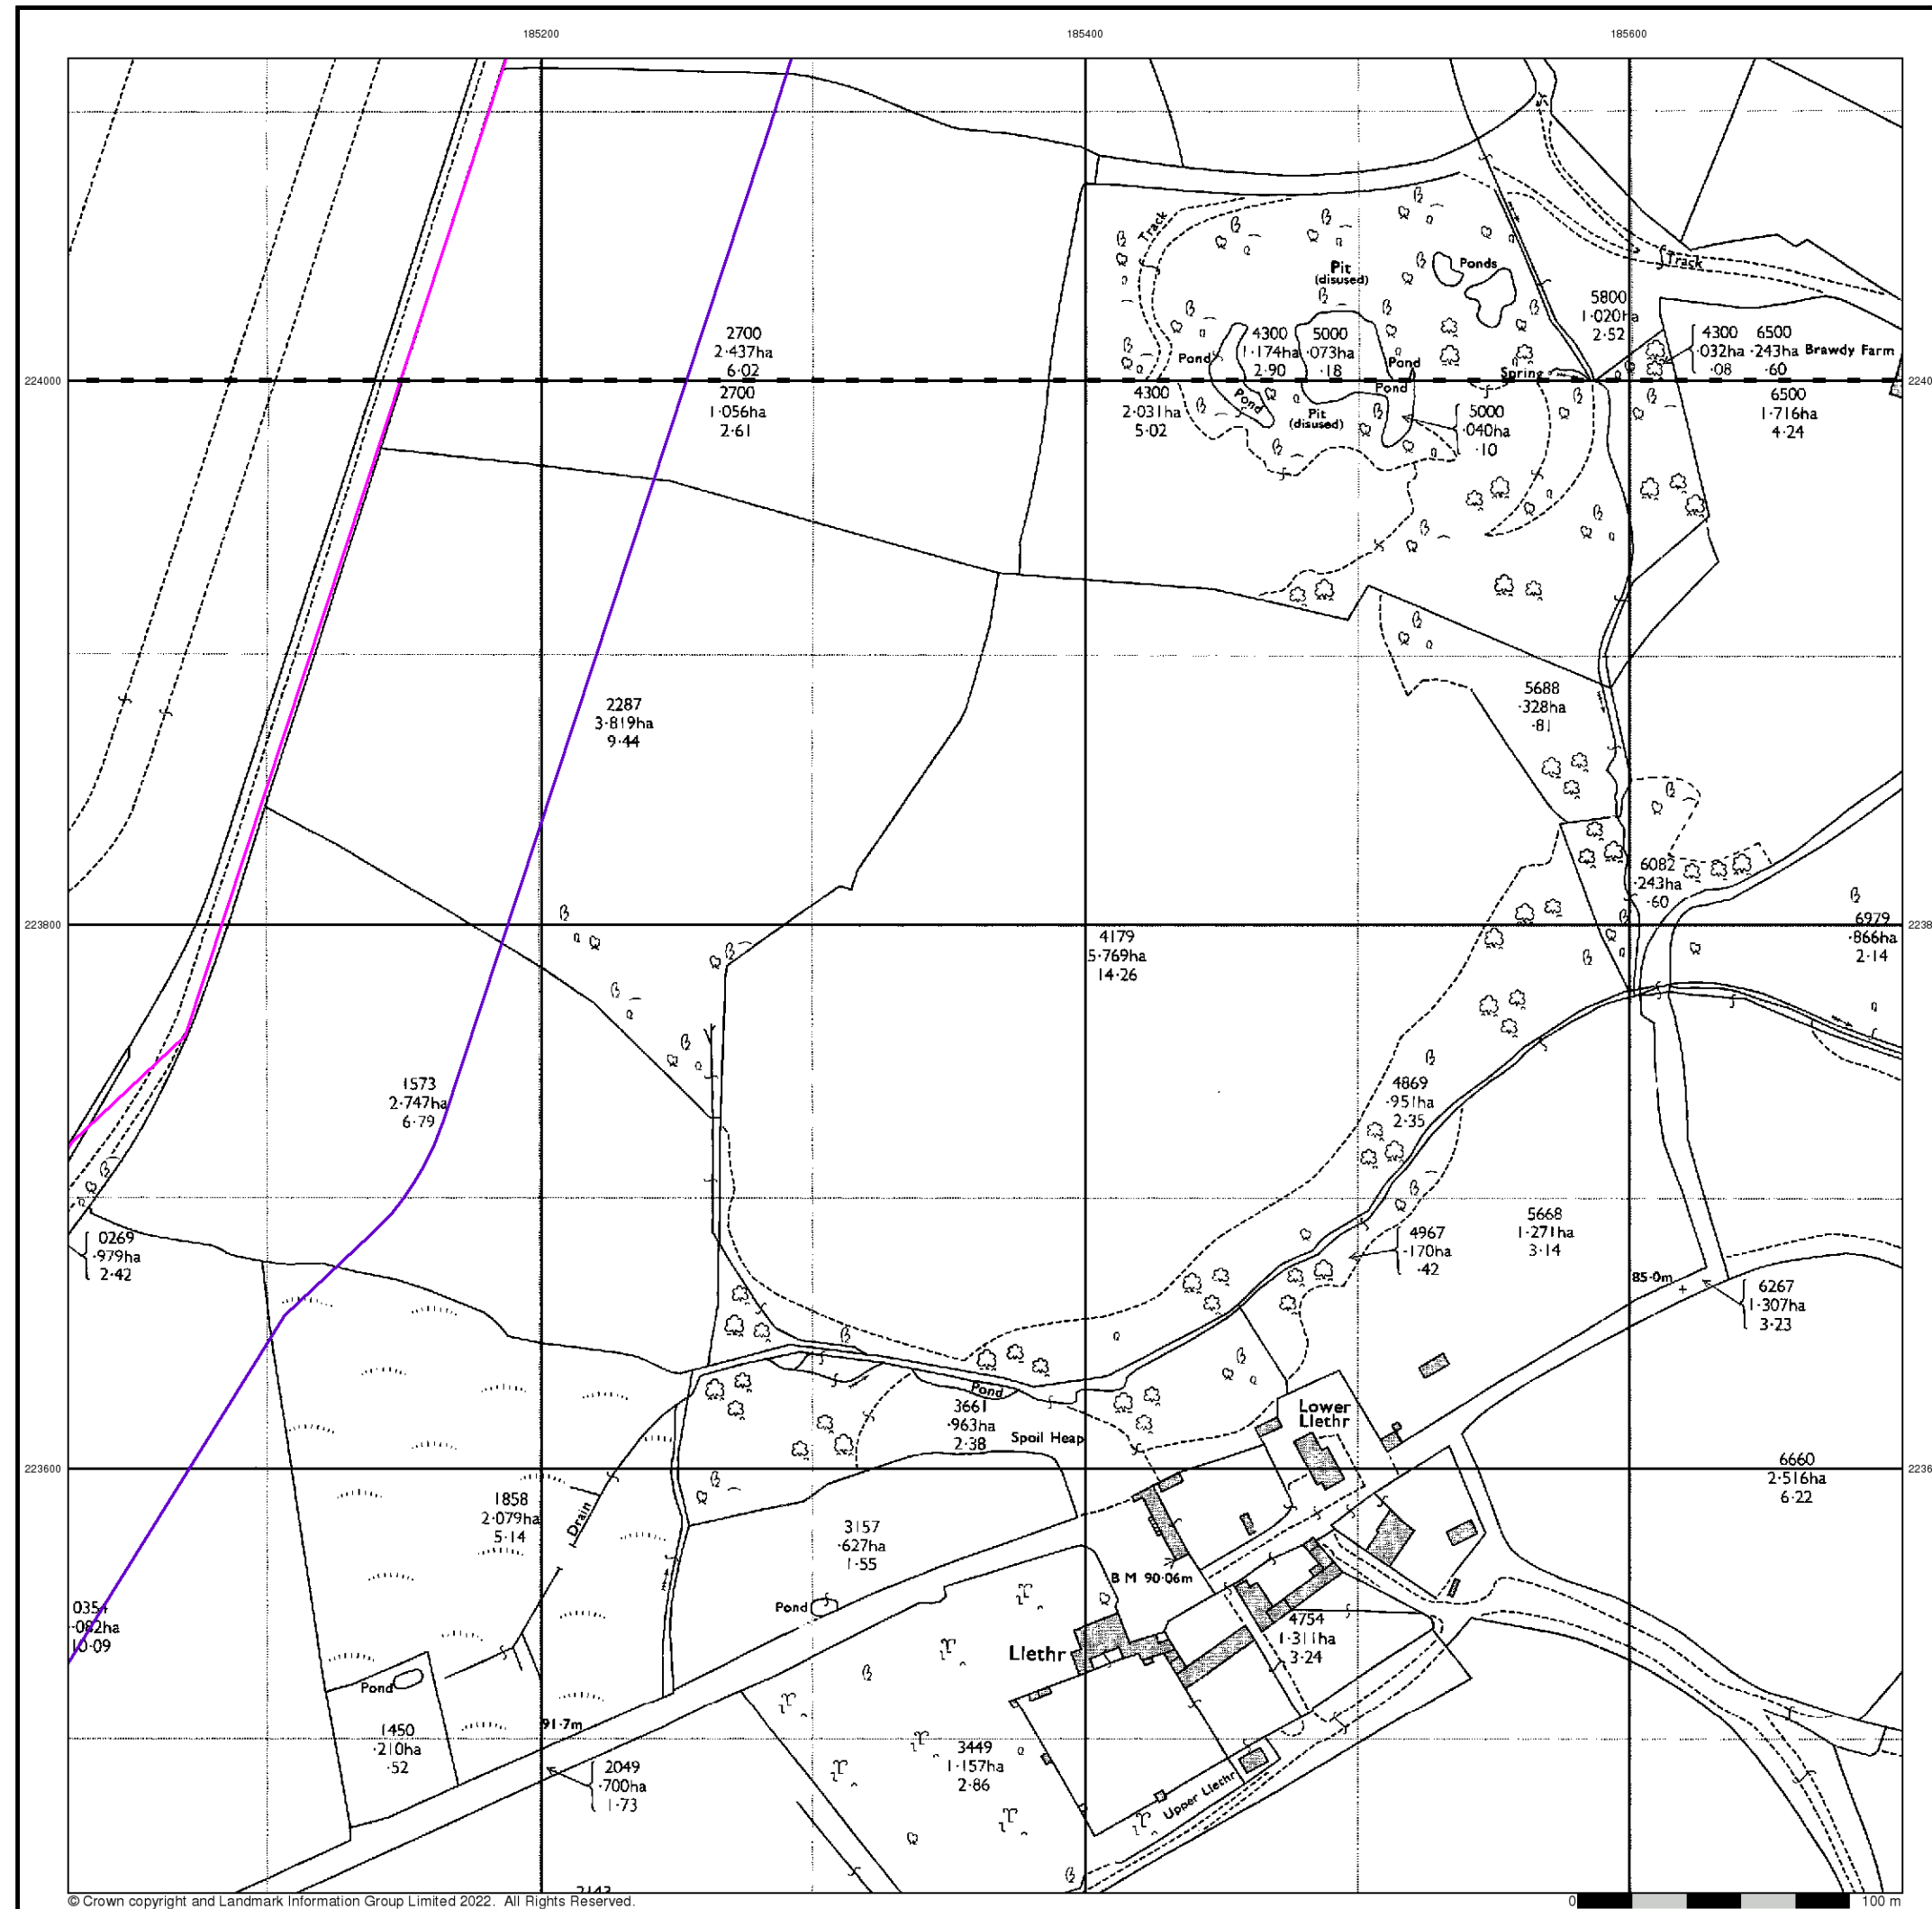 185200
185400
185600
Track
Pit
(disused)
Ponds
Track
2700
2·437ha
6·02
5800
1·020ha
2·52
4300
1·174ha
2·90
5000
·073ha
·18
4300
·032ha
·08
6500
·243ha
·60
Brawdy Farm
Pond
Pond
Spring
224000
2240
2700
1·056ha
2·61
4300
2·031ha
5·02
Pond
Pond
Pit
(disused)
5000
·040ha
·10
6500
1·716ha
4·24
2287
3·819ha
9·44
5688
·328ha
·81
6082
·243ha
·60
223800
2238
4179
5·769ha
14·26
6979
·866ha
2·14
1573
2·747ha
6·79
4869
·951ha
2·35
0269
·979ha
2·42
4967
·170ha
·42
5668
1·271ha
3·14
85·0m
6267
1·307ha
3·23
Pond
3661
·963ha
2·38
Spoil Heap
Lower
Llethr
223600
2236
6660
2·516ha
6·22
1858
2·079ha
5·14
Drain
3157
·627ha
1·55
B M 90·06m
0354
·082ha
10·09
Pond
4754
1·311ha
3·24
Llethr
Pond
1450
·210ha
·52
91·7m
2049
·700ha
1·73
3449
1·157ha
2·86
Upper Llethr
2143
© Crown copyright and Landmark Information Group Limited 2022. All Rights Reserved.
0
100 m